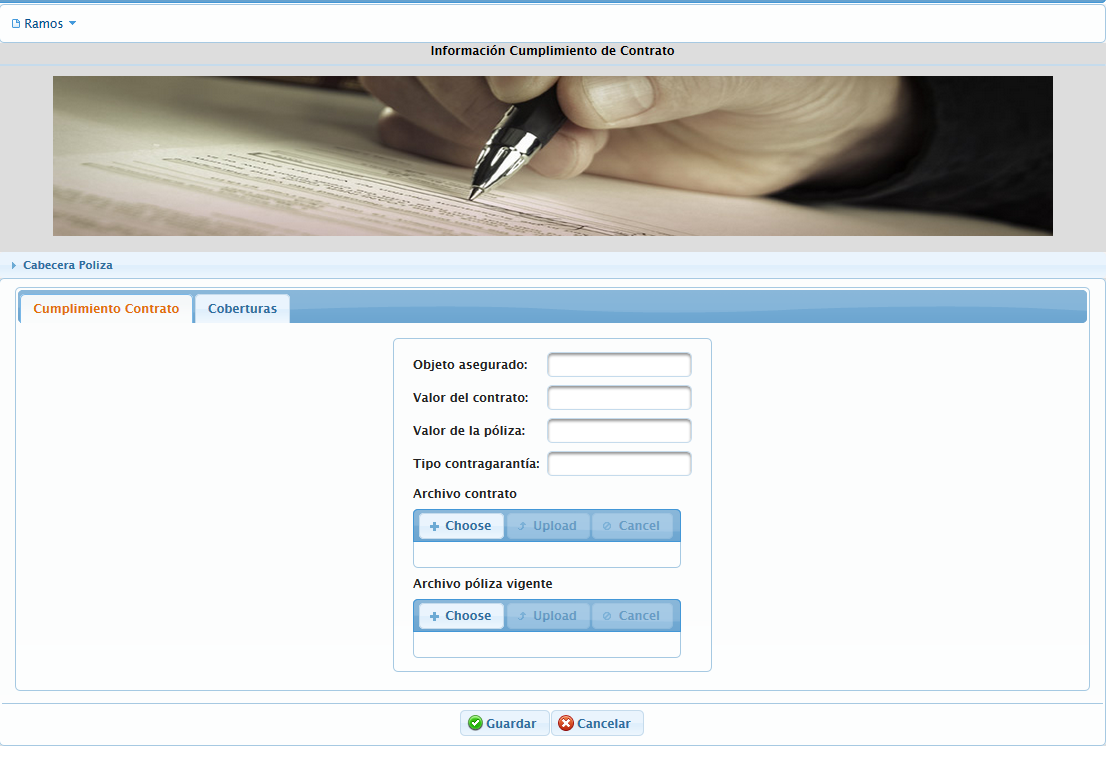 Ramos
Información Cumplimiento de Contrato
Cabecera Poliza
Cumplimiento Contrato Coberturas
Objeto asegurado:
Valor del contrato:
Valor de la póliza:
Tipo contragarantía:
Archivo contrato
Choose Upload Cancel
Archivo póliza vigente
Choose Upload Cancel
Guardar Cancelar